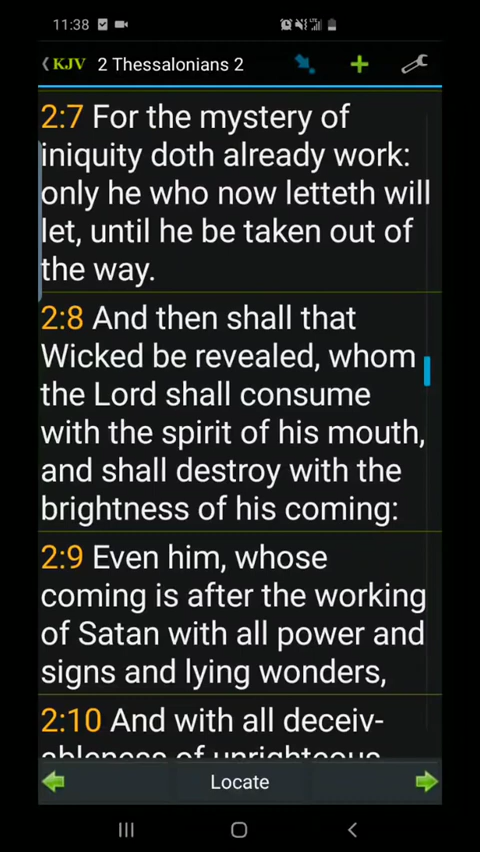 11:38
KJV 2 Thessalonians 2
2:7 For the mystery of
iniquity doth already work:
only he who now letteth will
let, until he be taken out of
the way.
2:8 And then shall that
Wicked be revealed, whom
the Lord shall consume
with the spirit of his mouth,
and shall destroy with the
brightness of his coming:
2:9 Even him, whose
coming is after the working
of Satan with all power and
signs and lying wonders,
2:10 And with all deceiv-
ableness of unrighteous
Locate